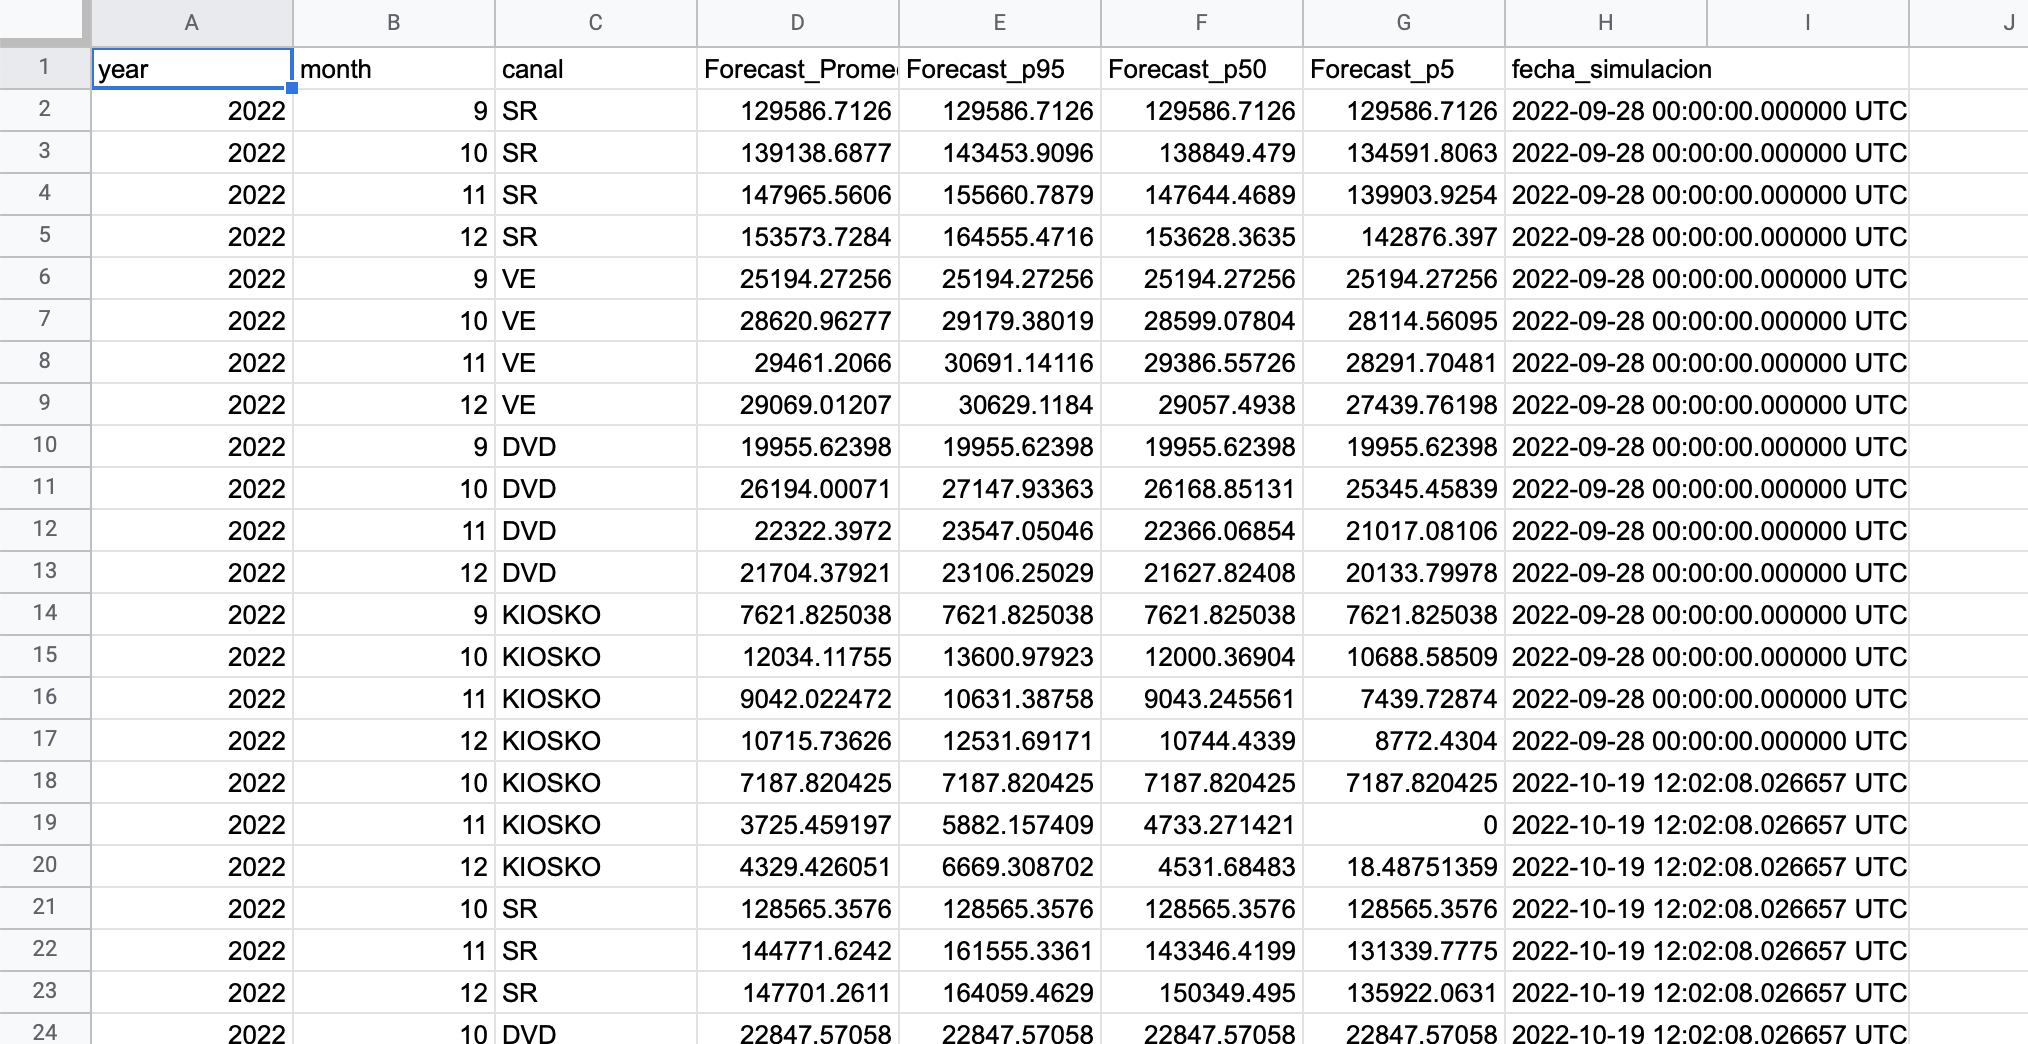 A B C D E F G H I J
1 year month canal Forecast_Prome Forecast_p95 Forecast_p50 Forecast_p5 fecha_simulacion
2 2022 9 SR 129586.7126 129586.7126 129586.7126 129586.7126 2022-09-28 00:00:00.000000 UTC
3 2022 10 SR 139138.6877 143453.9096 138849.479 134591.8063 2022-09-28 00:00:00.000000 UTC
4 2022 11 SR 147965.5606 155660.7879 147644.4689 139903.9254 2022-09-28 00:00:00.000000 UTC
5 2022 12 SR 153573.7284 164555.4716 153628.3635 142876.397 2022-09-28 00:00:00.000000 UTC
6 2022 9 VE 25194.27256 25194.27256 25194.27256 25194.27256 2022-09-28 00:00:00.000000 UTC
7 2022 10 VE 28620.96277 29179.38019 28599.07804 28114.56095 2022-09-28 00:00:00.000000 UTC
8 2022 11 VE 29461.2066 30691.14116 29386.55726 28291.70481 2022-09-28 00:00:00.000000 UTC
9 2022 12 VE 29069.01207 30629.1184 29057.4938 27439.76198 2022-09-28 00:00:00.000000 UTC
10 2022 9 DVD 19955.62398 19955.62398 19955.62398 19955.62398 2022-09-28 00:00:00.000000 UTC
11 2022 10 DVD 26194.00071 27147.93363 26168.85131 25345.45839 2022-09-28 00:00:00.000000 UTC
12 2022 11 DVD 22322.3972 23547.05046 22366.06854 21017.08106 2022-09-28 00:00:00.000000 UTC
13 2022 12 DVD 21704.37921 23106.25029 21627.82408 20133.79978 2022-09-28 00:00:00.000000 UTC
14 2022 9 KIOSKO 7621.825038 7621.825038 7621.825038 7621.825038 2022-09-28 00:00:00.000000 UTC
15 2022 10 KIOSKO 12034.11755 13600.97923 12000.36904 10688.58509 2022-09-28 00:00:00.000000 UTC
16 2022 11 KIOSKO 9042.022472 10631.38758 9043.245561 7439.72874 2022-09-28 00:00:00.000000 UTC
17 2022 12 KIOSKO 10715.73626 12531.69171 10744.4339 8772.4304 2022-09-28 00:00:00.000000 UTC
18 2022 10 KIOSKO 7187.820425 7187.820425 7187.820425 7187.820425 2022-10-19 12:02:08.026657 UTC
19 2022 11 KIOSKO 3725.459197 5882.157409 4733.271421 0 2022-10-19 12:02:08.026657 UTC
20 2022 12 KIOSKO 4329.426051 6669.308702 4531.68483 18.48751359 2022-10-19 12:02:08.026657 UTC
21 2022 10 SR 128565.3576 128565.3576 128565.3576 128565.3576 2022-10-19 12:02:08.026657 UTC
22 2022 11 SR 144771.6242 161555.3361 143346.4199 131339.7775 2022-10-19 12:02:08.026657 UTC
23 2022 12 SR 147701.2611 164059.4629 150349.495 135922.0631 2022-10-19 12:02:08.026657 UTC
24 2022 10 DVD 22847.57058 22847.57058 22847.57058 22847.57058 2022-10-19 12:02:08.026657 UTC